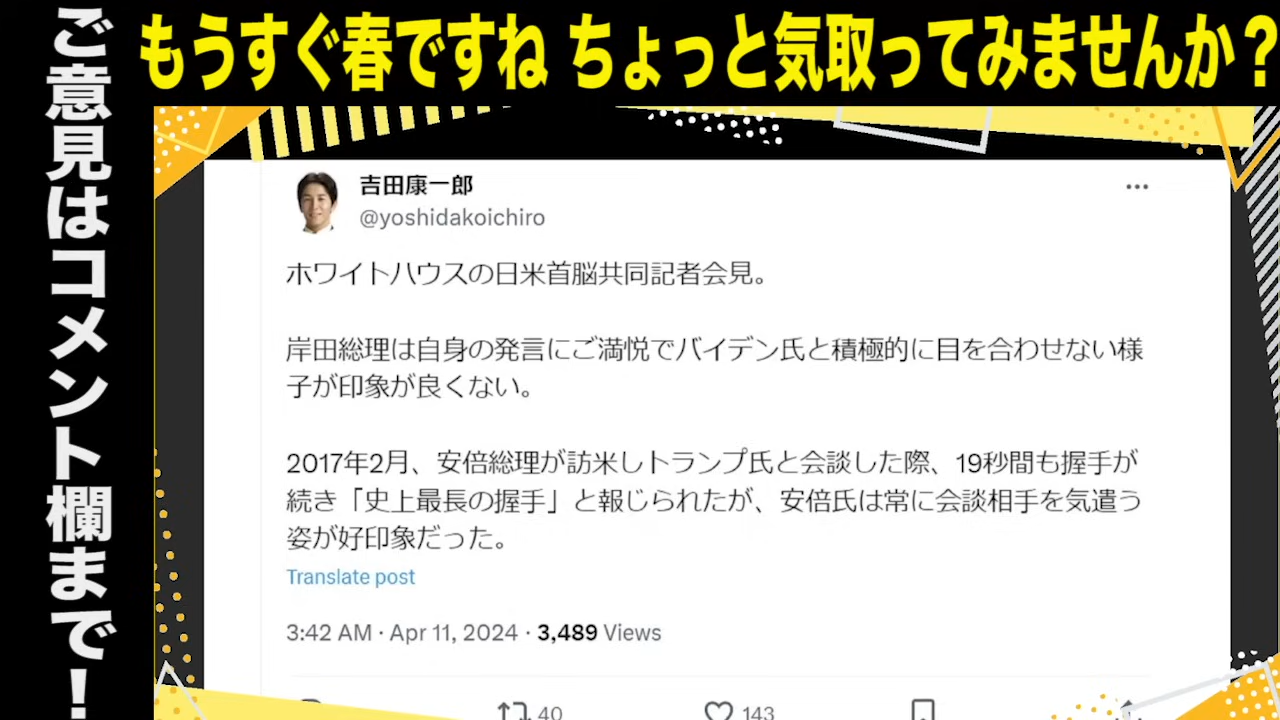 もうすぐ春ですね ちょっと気取ってみませんか？
ご意見はコメント欄まで！
吉田康一郎
@yoshidakoichiro
ホワイトハウスの日米首脳共同記者会見。
岸田総理は自身の発言にご満悦でバイデン氏と積極的に目を合わせない様
子が印象が良くない。
2017年2月、安倍総理が訪米しトランプ氏と会談した際、19秒間も握手が
続き「史上最長の握手」と報じられたが、安倍氏は常に会談相手を気遣う
姿が好印象だった。
Translate post
3:42 AM · Apr 11, 2024 · 3,489 Views
40
143